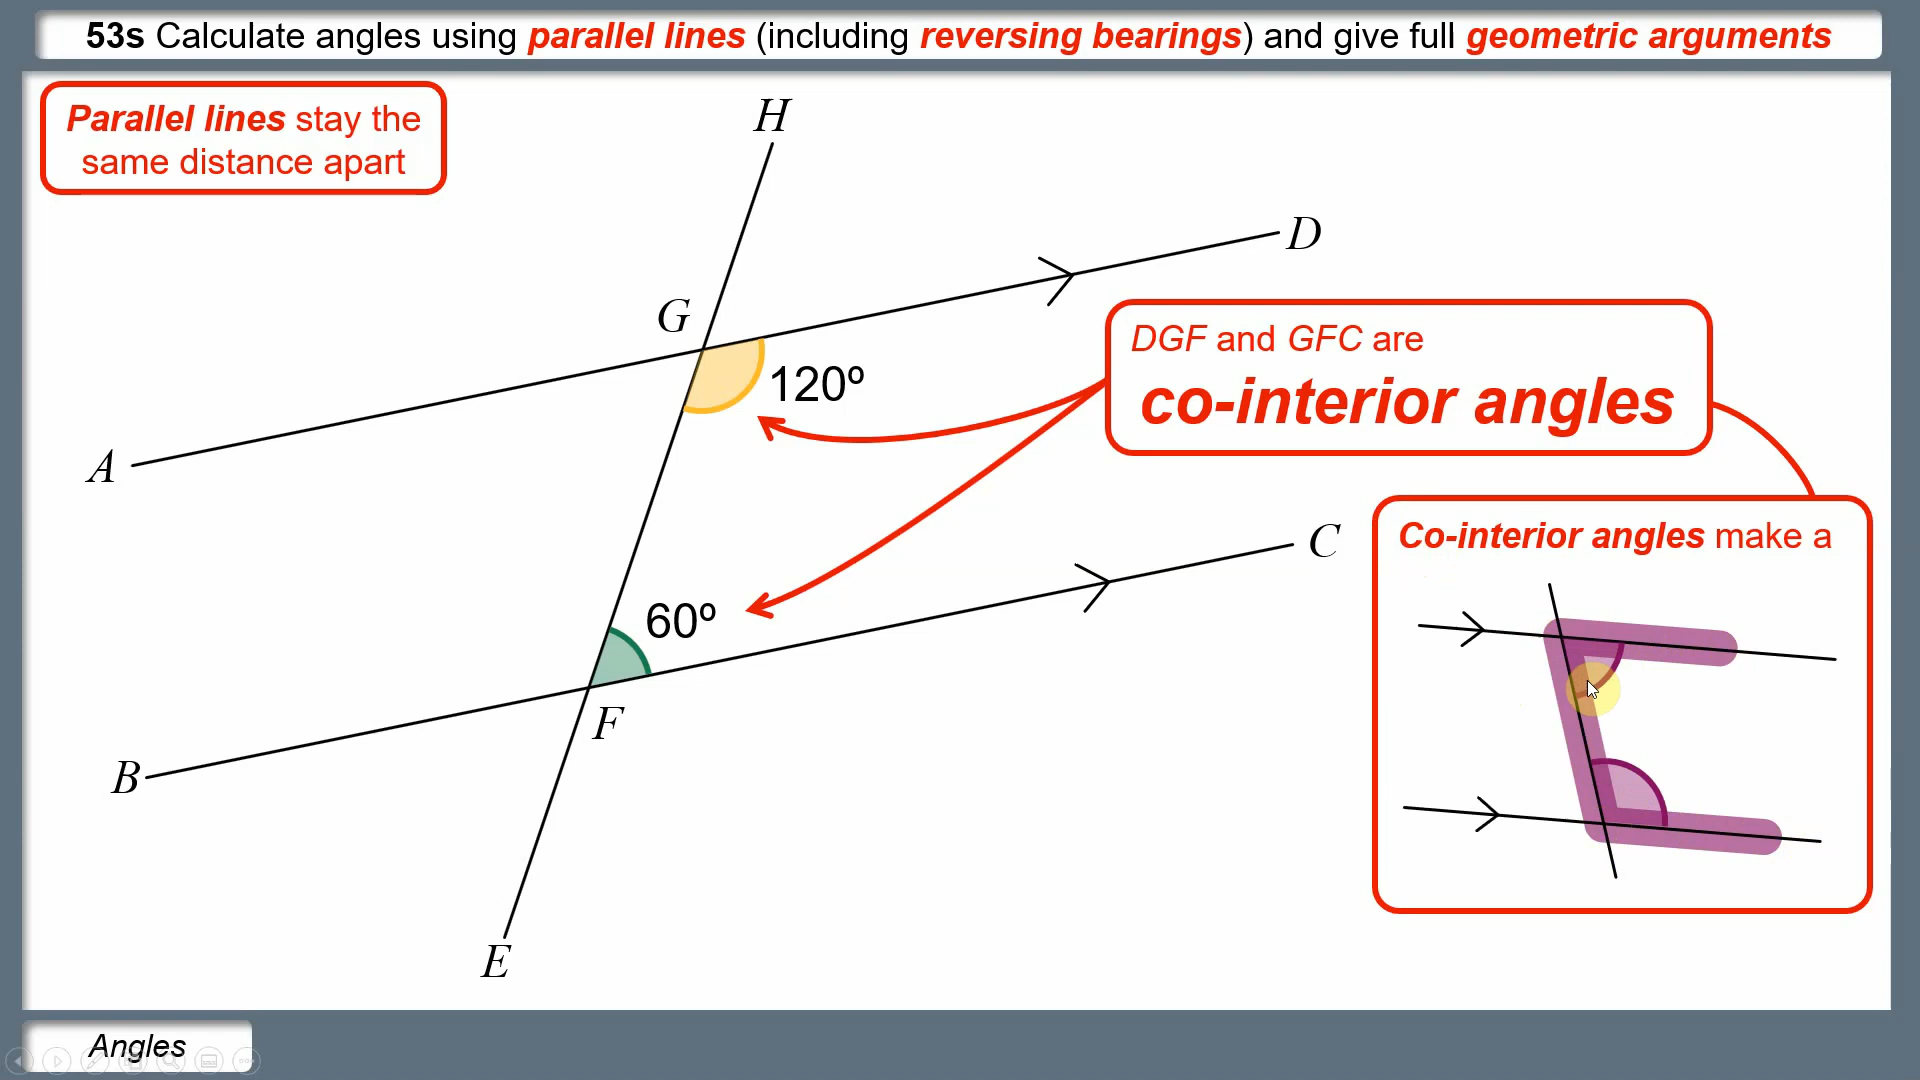 53s Calculate angles using parallel lines (including reversing bearings) and give full geometric arguments
Parallel lines stay the
same distance apart
H
D
G
120º
DGF and GFC are
co-interior angles
A
C
Co-interior angles make a
60º
F
B
E
Angles